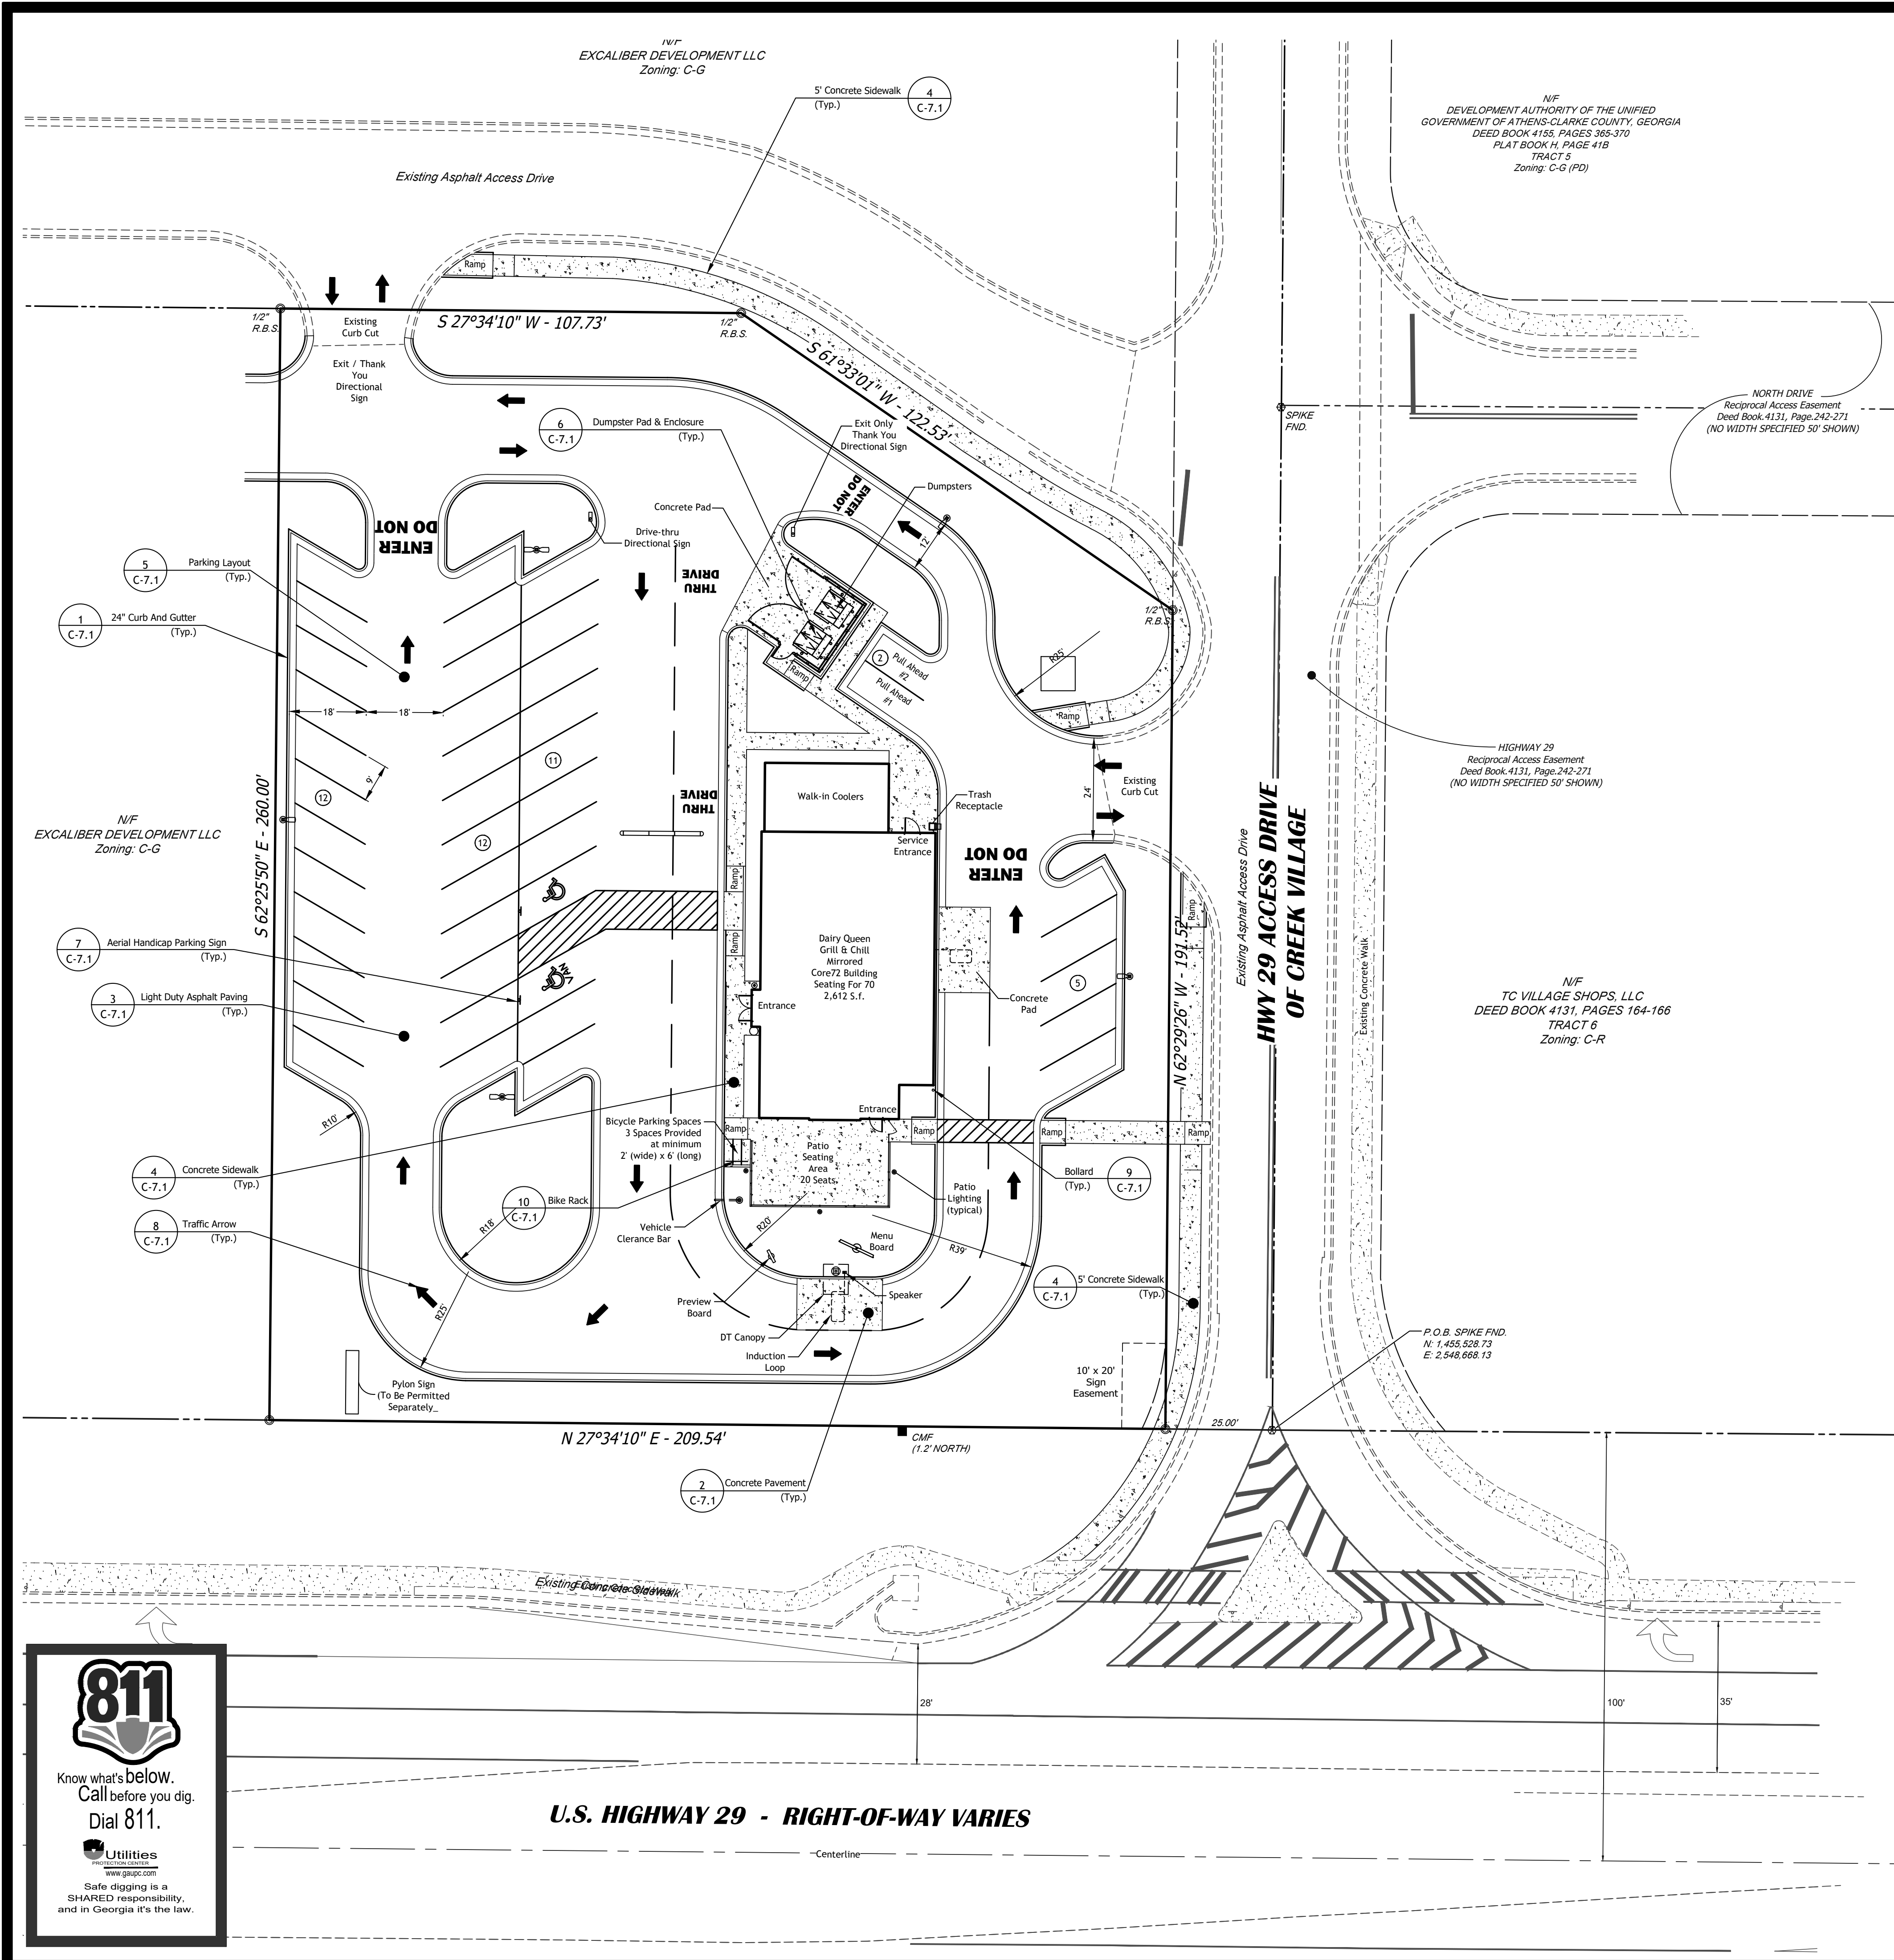 N/F
EXCALIBER DEVELOPMENT LLC
Zoning: C-G
5' Concrete Sidewalk
(Typ.)
4
C-7.1
N/F
DEVELOPMENT AUTHORITY OF THE UNIFIED
GOVERNMENT OF ATHENS-CLARKE COUNTY, GEORGIA
DEED BOOK 4155, PAGES 365-370
PLAT BOOK H, PAGE 41B
TRACT 5
Zoning: C-G (PD)
Existing Asphalt Access Drive
Ramp
1/2"
R.B.S.
Existing
Curb Cut
S 27°34'10" W - 107.73'
1/2"
R.B.S.
S 61°33'01" W - 122.53'
Exit / Thank
You
Directional
Sign
6
C-7.1
Dumpster Pad & Enclosure
(Typ.)
Exit Only
Thank You
Directional Sign
SPIKE
FND.
NORTH DRIVE
Reciprocal Access Easement
Deed Book.4131, Page.242-271
(NO WIDTH SPECIFIED 50' SHOWN)
Dumpsters
DO NOT
ENTER
Concrete Pad
DO NOT
ENTER
Drive-thru
Directional Sign
12'
5
C-7.1
Parking Layout
(Typ.)
DRIVE
THRU
1
C-7.1
24" Curb And Gutter
(Typ.)
1/2"
R.B.S.
2
Pull Ahead
#2
Pull Ahead
#1
Ramp
R25'
Ramp
18'
18'
9'
11
12
12
HIGHWAY 29
Reciprocal Access Easement
Deed Book.4131, Page.242-271
(NO WIDTH SPECIFIED 50' SHOWN)
Walk-in Coolers
Trash
Receptacle
24'
Existing
Curb Cut
DRIVE
THRU
Service
Entrance
DO NOT
ENTER
N/F
EXCALIBER DEVELOPMENT LLC
Zoning: C-G
S 62°25'50" E - 260.00'
Existing Asphalt Access Drive
HWY 29 ACCESS DRIVE
OF CREEK VILLAGE
Ramp
Ramp
Ramp
7
C-7.1
Aerial Handicap Parking Sign
(Typ.)
VAN
Dairy Queen
Grill & Chill
Mirrored
Core72 Building
Seating For 70
2,612 S.f.
5
N 62°29'26" W - 191.52'
Existing Concrete Walk
3
C-7.1
Light Duty Asphalt Paving
(Typ.)
Entrance
Concrete
Pad
N/F
TC VILLAGE SHOPS, LLC
DEED BOOK 4131, PAGES 164-166
TRACT 6
Zoning: C-R
R10'
Bicycle Parking Spaces
3 Spaces Provided
at minimum
2' (wide) x 6' (long)
Entrance
Ramp
Ramp
Ramp
Ramp
Patio
Seating
Area
20 Seats
4
C-7.1
Concrete Sidewalk
(Typ.)
Bollard
(Typ.)
9
C-7.1
10
C-7.1
Bike Rack
Patio
Lighting
(typical)
8
C-7.1
Traffic Arrow
(Typ.)
R18'
Vehicle
Clerance Bar
R20'
Menu
Board
R39'
R25'
4
C-7.1
5' Concrete Sidewalk
(Typ.)
Preview
Board
Speaker
DT Canopy
Induction
Loop
P.O.B. SPIKE FND.
N: 1,455,528.73
E: 2,548,668.13
10' x 20'
Sign
Easement
Pylon Sign
(To Be Permitted
Separately_
N 27°34'10" E - 209.54'
CMF
(1.2' NORTH)
25.00'
2
C-7.1
Concrete Pavement
(Typ.)
Existing Concrete Sidewalk
28'
100'
35'
811
Know what's below.
Call before you dig.
Dial 811.
Utilities
PROTECTION CENTER
www.gaupc.com
Safe digging is a
SHARED responsibility,
and in Georgia it's the law.
U.S. HIGHWAY 29 - RIGHT-OF-WAY VARIES
Centerline